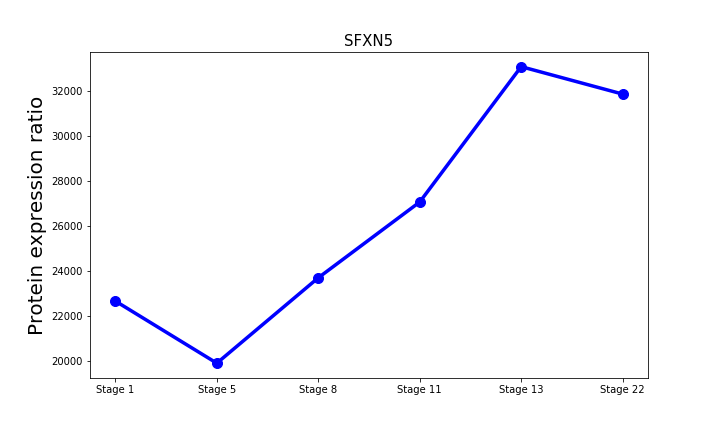 SFXN5
Protein expression ratio
32000
30000
28000
26000
24000
22000
20000
Stage 1
Stage 5
Stage 8
Stage 11
Stage 13
Stage 22